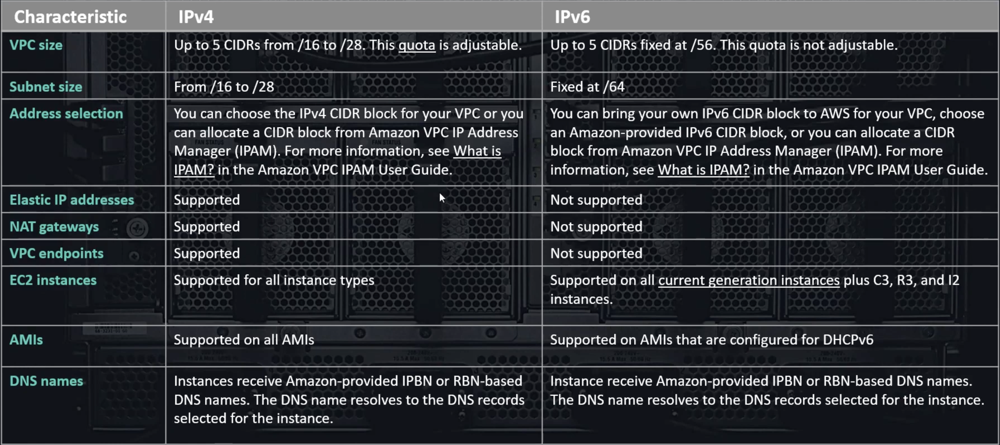 Characteristic
IPv4
IPv6
VPC size
Up to 5 CIDRs from /16 to /28. This quota is adjustable.
Up to 5 CIDRs fixed at /56. This quota is not adjustable.
Subnet size
From /16 to /28
Fixed at /64
Address selection
You can choose the IPv4 CIDR block for your VPC or you
can allocate a CIDR block from Amazon VPC IP Address
Manager (IPAM). For more information, see What is
IPAM? in the Amazon VPC IPAM User Guide.
You can bring your own IPv6 CIDR block to AWS for your VPC, choose
an Amazon-provided IPv6 CIDR block, or you can allocate a CIDR
block from Amazon VPC IP Address Manager (IPAM). For more
information, see What is IPAM? in the Amazon VPC IPAM User Guide.
FAN STATUS
FAN STATUS
1
2
3
4
Elastic IP addresses
Supported
Not supported
NAT gateways
Supported
Not supported
VPC endpoints
Supported
Not supported
EC2 instances
Supported for all instance types
Supported on all current generation instances plus C3, R3, and I2
instances.
AMIs
Supported on all AMIs
Supported on AMIs that are configured for DHCPv6
DNS names
Instances receive Amazon-provided IPBN or RBN-based
DNS names. The DNS name resolves to the DNS records
selected for the instance.
Instance receive Amazon-provided IPBN or RBN-based DNS names.
The DNS name resolves to the DNS records selected for the instance.